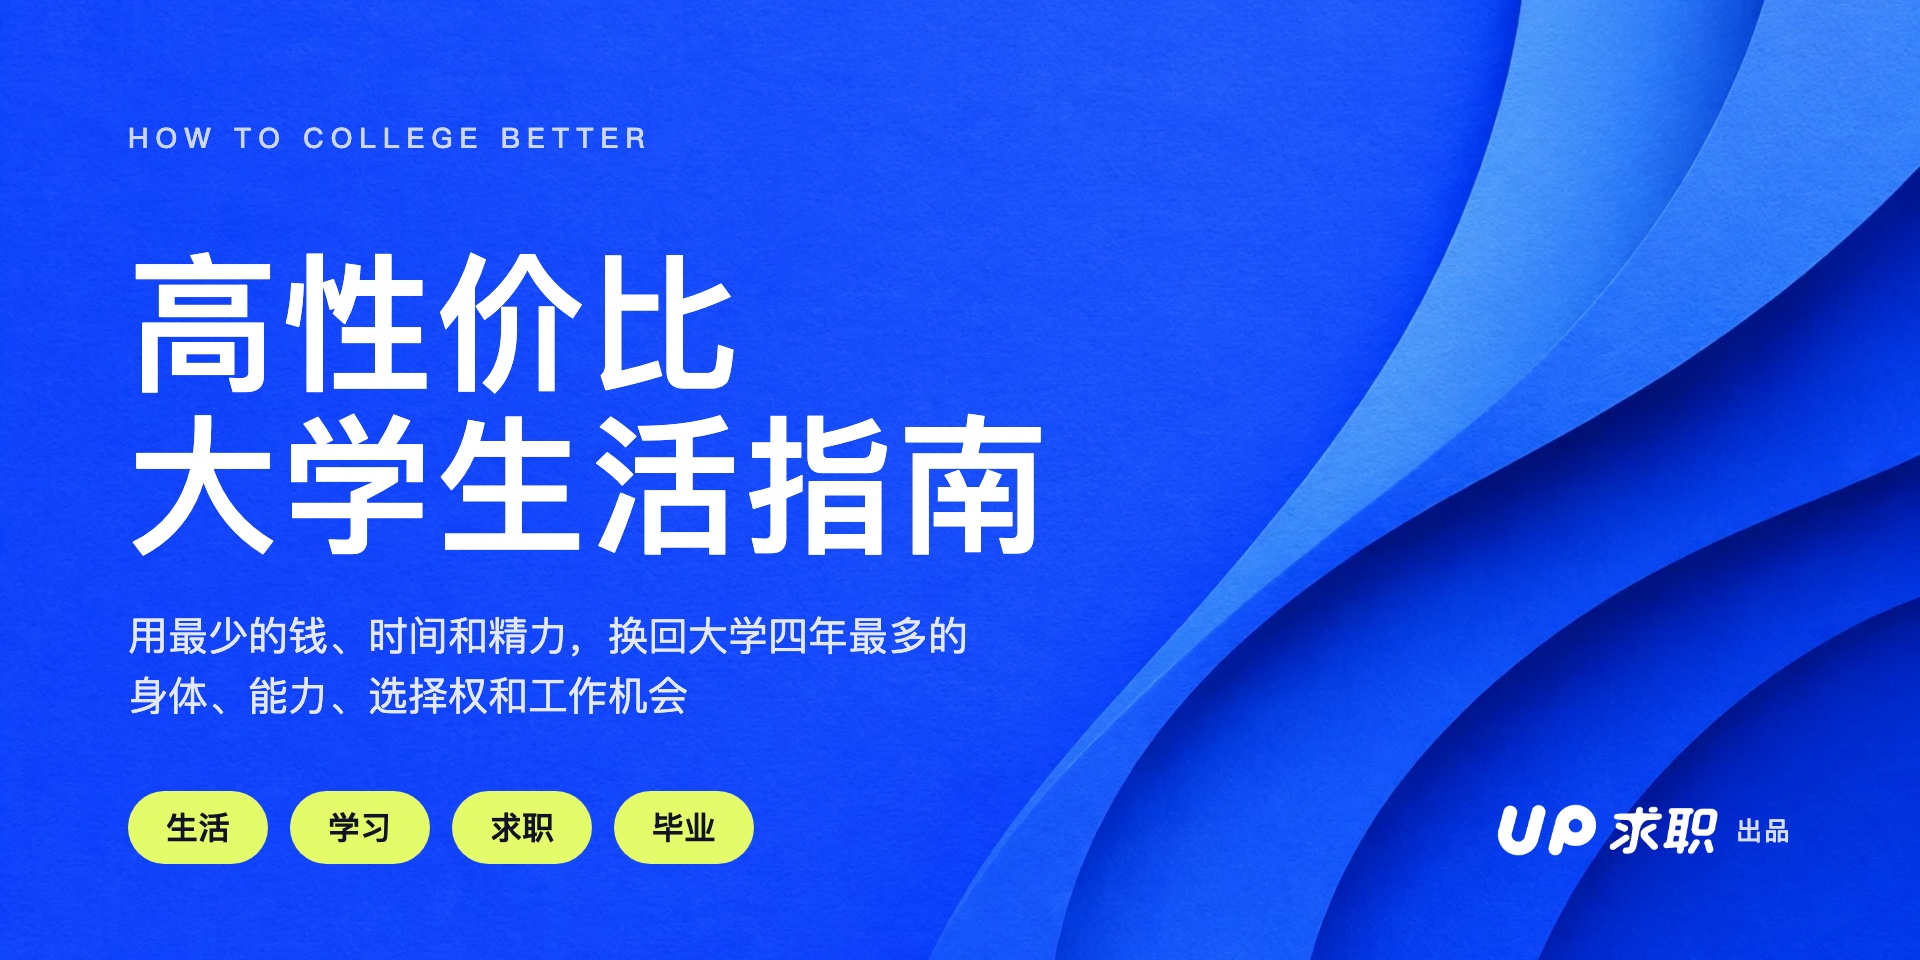 HOW TO COLLEGE BETTER
高性价比
大学生活指南
用最少的钱、时间和精力，换回大学四年最多的
身体、能力、选择权和工作机会
生活 学习 求职 毕业
UP求职 出品